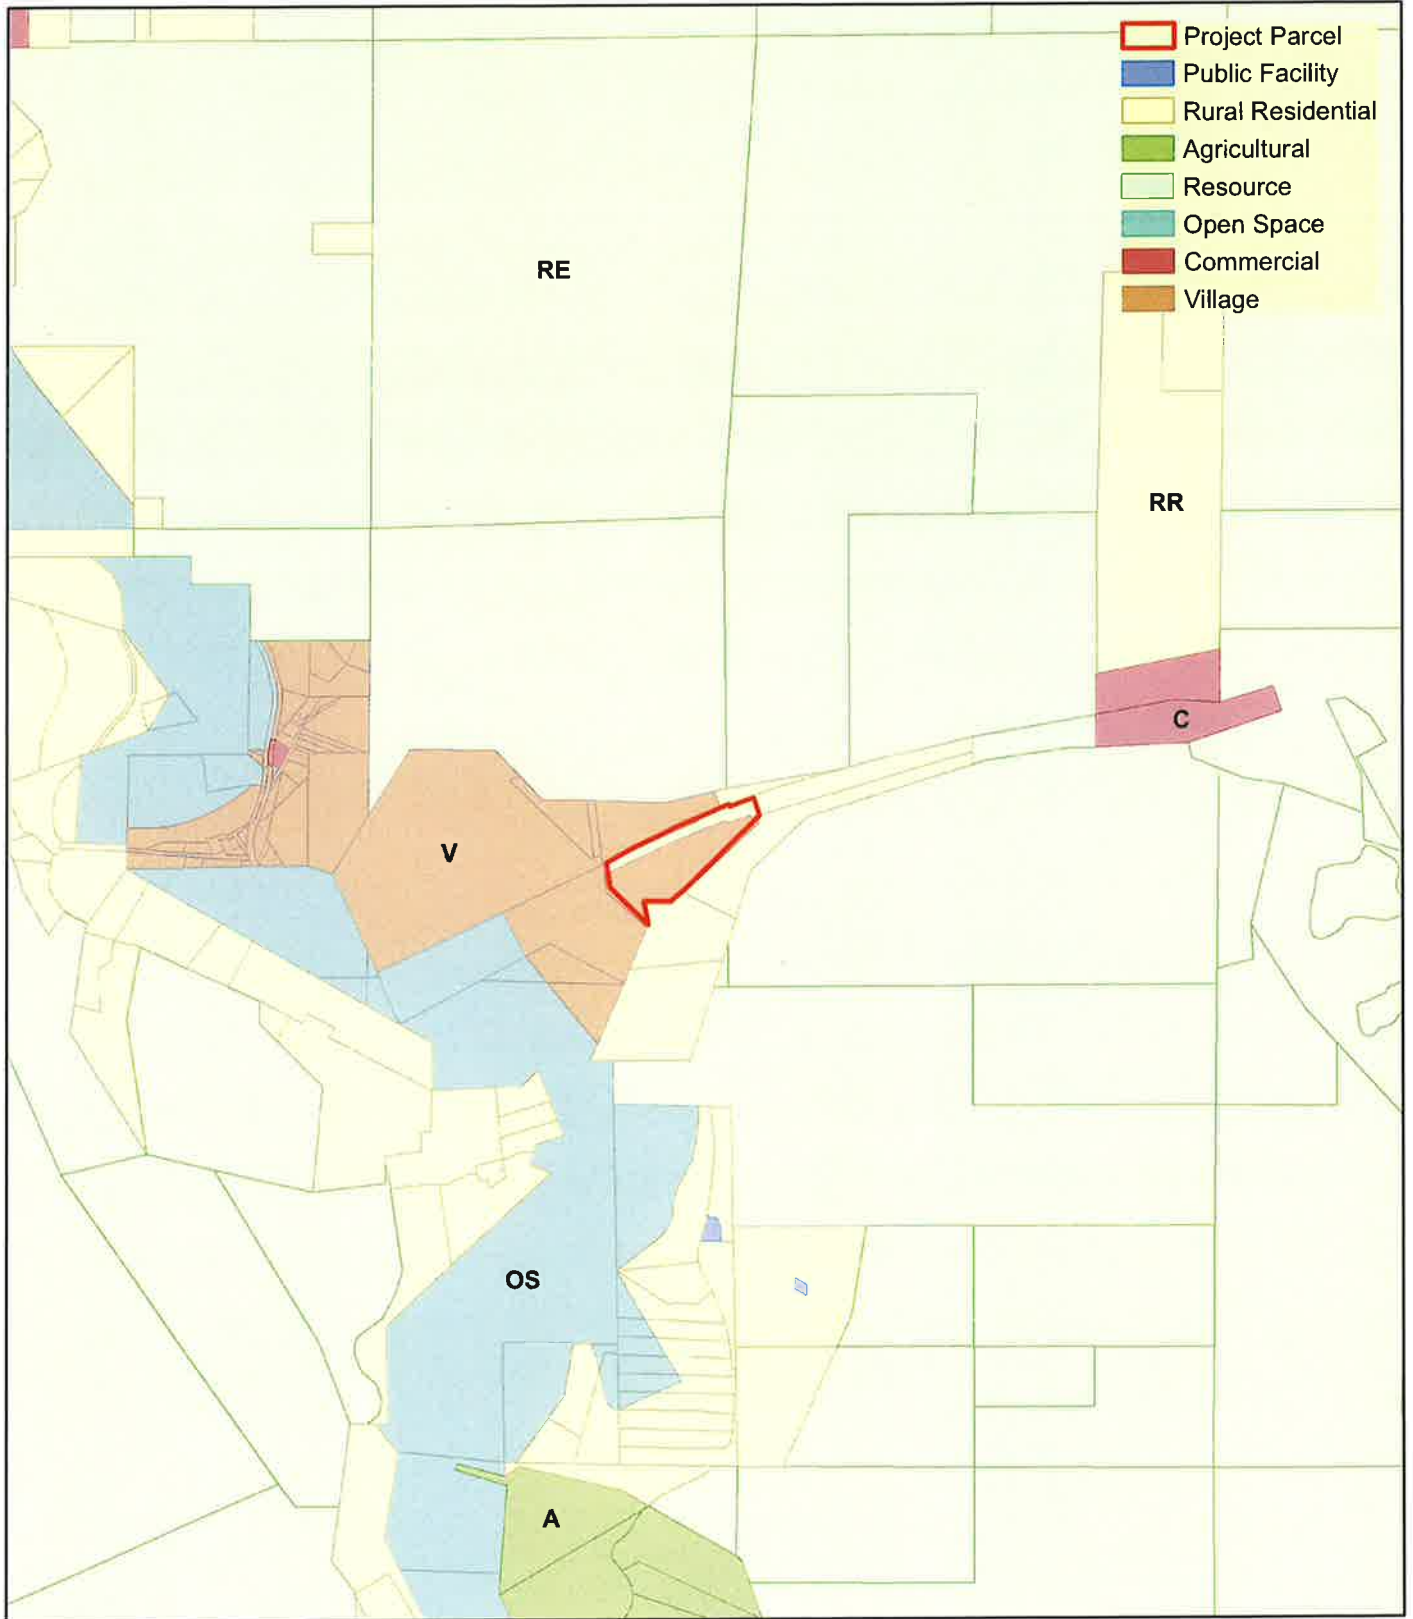 Project Parcel
Public Facility
Rural Residential
Agricultural
Resource
Open Space
Commercial
Village
RE
RR
C
V
OS
A